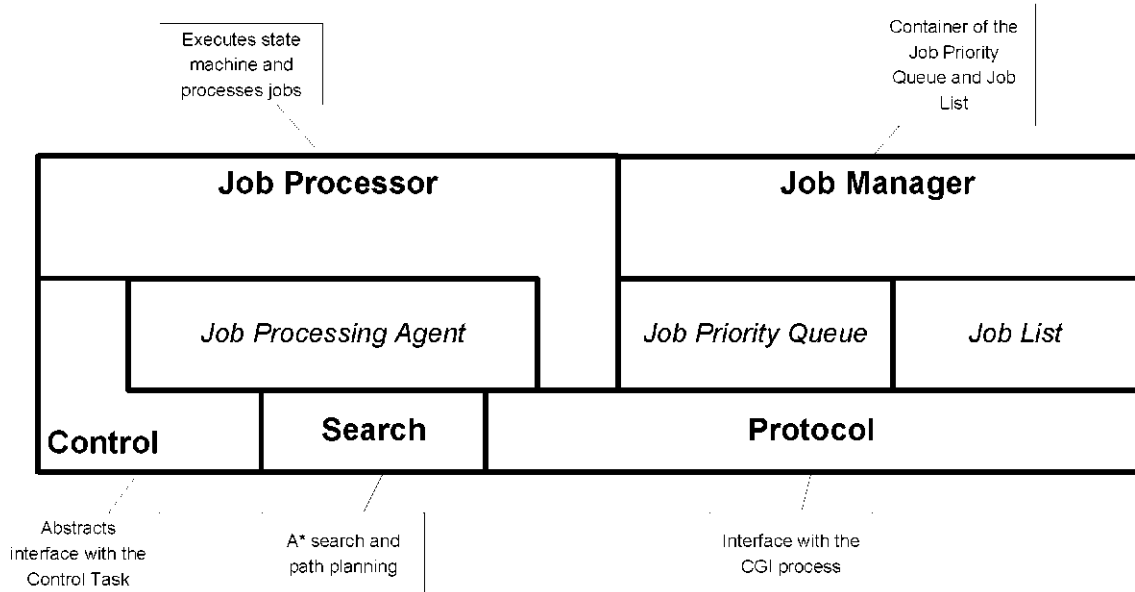 Executes state
machine and
processes jobs
Container of the
Job Priority
Queue and Job
List
Job Processor
Job Manager
Job Processing Agent
Job Priority Queue
Job List
Control
Search
Protocol
Abstracts
interface with the
Control Task
A* search and
path planning
Interface with the
CGI process